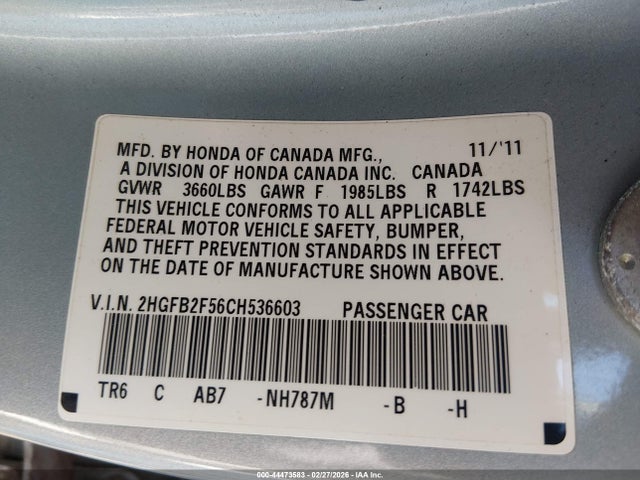 MFD. BY HONDA OF CANADA MFG., 11/'11
A DIVISION OF HONDA CANADA INC. CANADA
GVWR 3660LBS GAWR F 1985LBS R 1742LBS
THIS VEHICLE CONFORMS TO ALL APPLICABLE
FEDERAL MOTOR VEHICLE SAFETY, BUMPER,
AND THEFT PREVENTION STANDARDS IN EFFECT
ON THE DATE OF MANUFACTURE SHOWN ABOVE.
V.I.N. 2HGFB2F56CH536603 PASSENGER CAR
TR6 C AB7 -NH787M -B -H
000-44473583 - 02/27/2026 - IAA Inc.